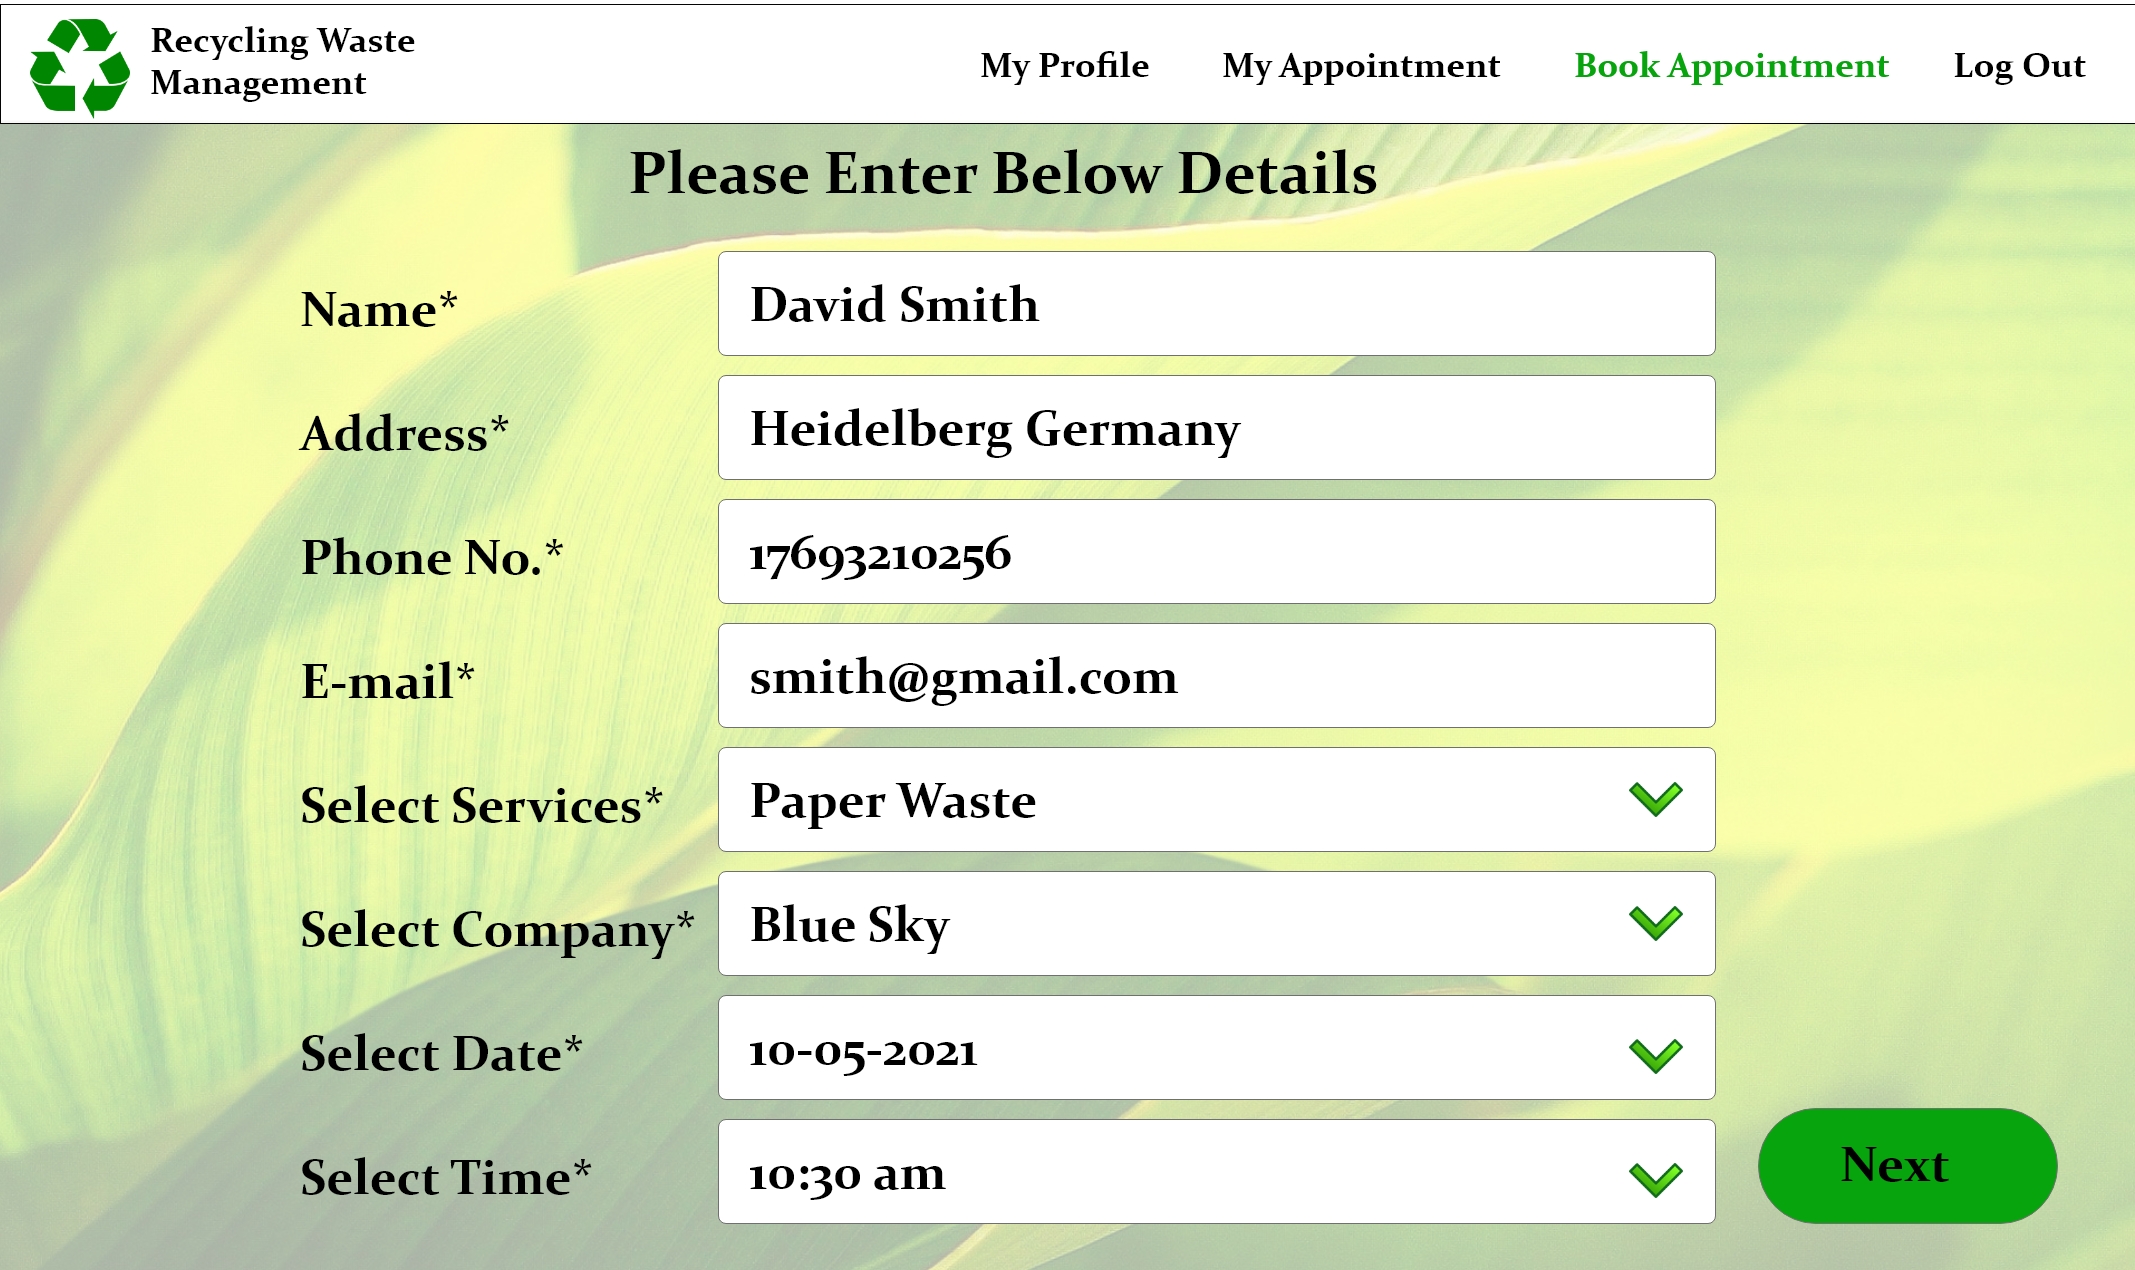 Recycling Waste
Management
My Profile
My Appointment
Book Appointment
Log Out
Please Enter Below Details
Name*
David Smith
Address*
Heidelberg Germany
Phone No.*
17693210256
E-mail*
smith@gmail.com
Select Services*
Paper Waste
Select Company*
Blue Sky
Select Date*
10-05-2021
Select Time*
10:30 am
Next